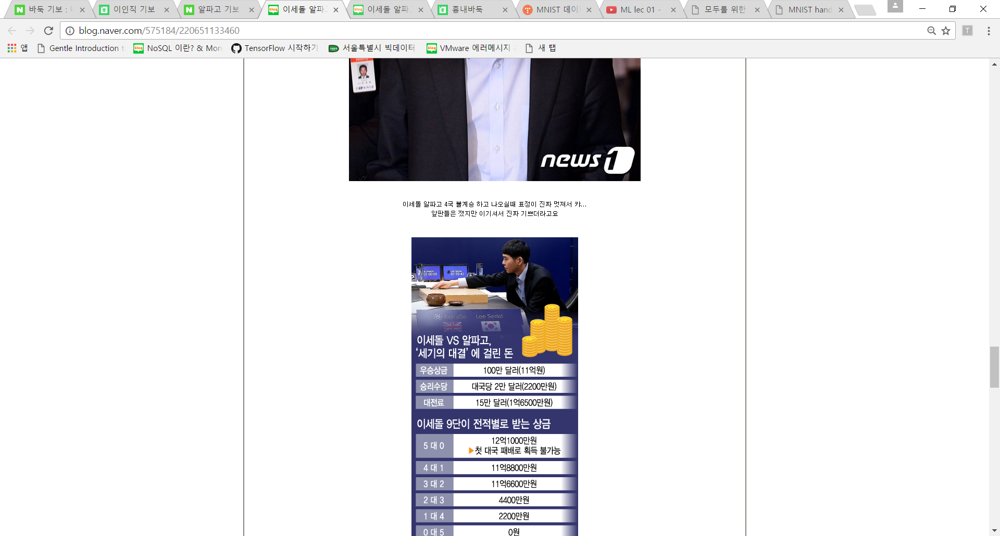 바둑 기보 :
이인직 기보
알파고 기보
이세돌 알파
이세돌 알파
흉내바둑
MNIST 데이
ML lec 01 -
모두를 위한
MNIST hand
blog.naver.com/575184/220651133460
앱
Gentle Introduction t
NoSQL 이란? & Mon
TensorFlow 시작하기
서울특별시 빅데이터
VMware 에러메시지
새 탭
news1
이세돌 알파고 4국 불계승 하고 나오실때 표정이 진짜 멋져서 캬...
앞판들은 졌지만 이기셔서 진짜 기쁘더라고요
ALPHAGO
02:00:00
LEE SEDOL
01:59:42
AlphaGo
Lee Sedol
이세돌 VS 알파고,
‘세기의 대결’ 에 걸린 돈
우승상금 100만 달러(11억원)
승리수당 대국당 2만 달러(2200만원)
대전료 15만 달러(1억6500만원)
이세돌 9단이 전적별로 받는 상금
5 대 0 12억1000만원
▶첫 대국 패배로 획득 불가능
4 대 1 11억8800만원
3 대 2 11억6600만원
2 대 3 4400만원
1 대 4 2200만원
0 대 5 0원